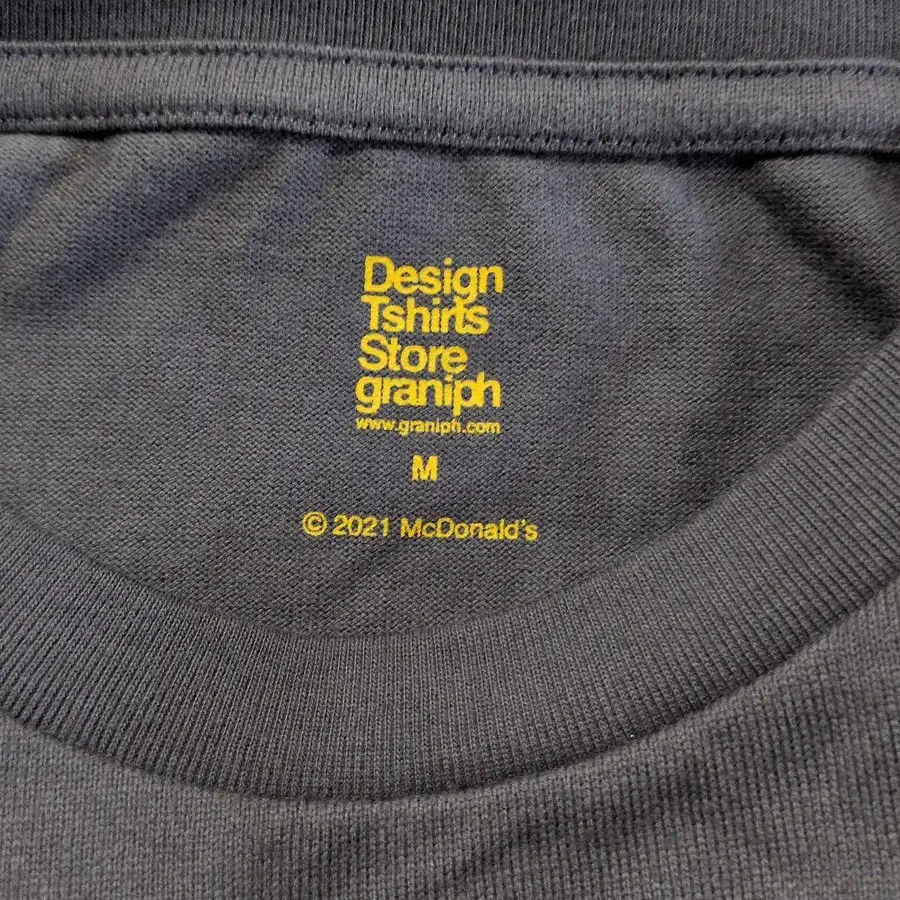 Design
Tshirts
Store
graniph
www.graniph.com
M
© 2021 McDonald's